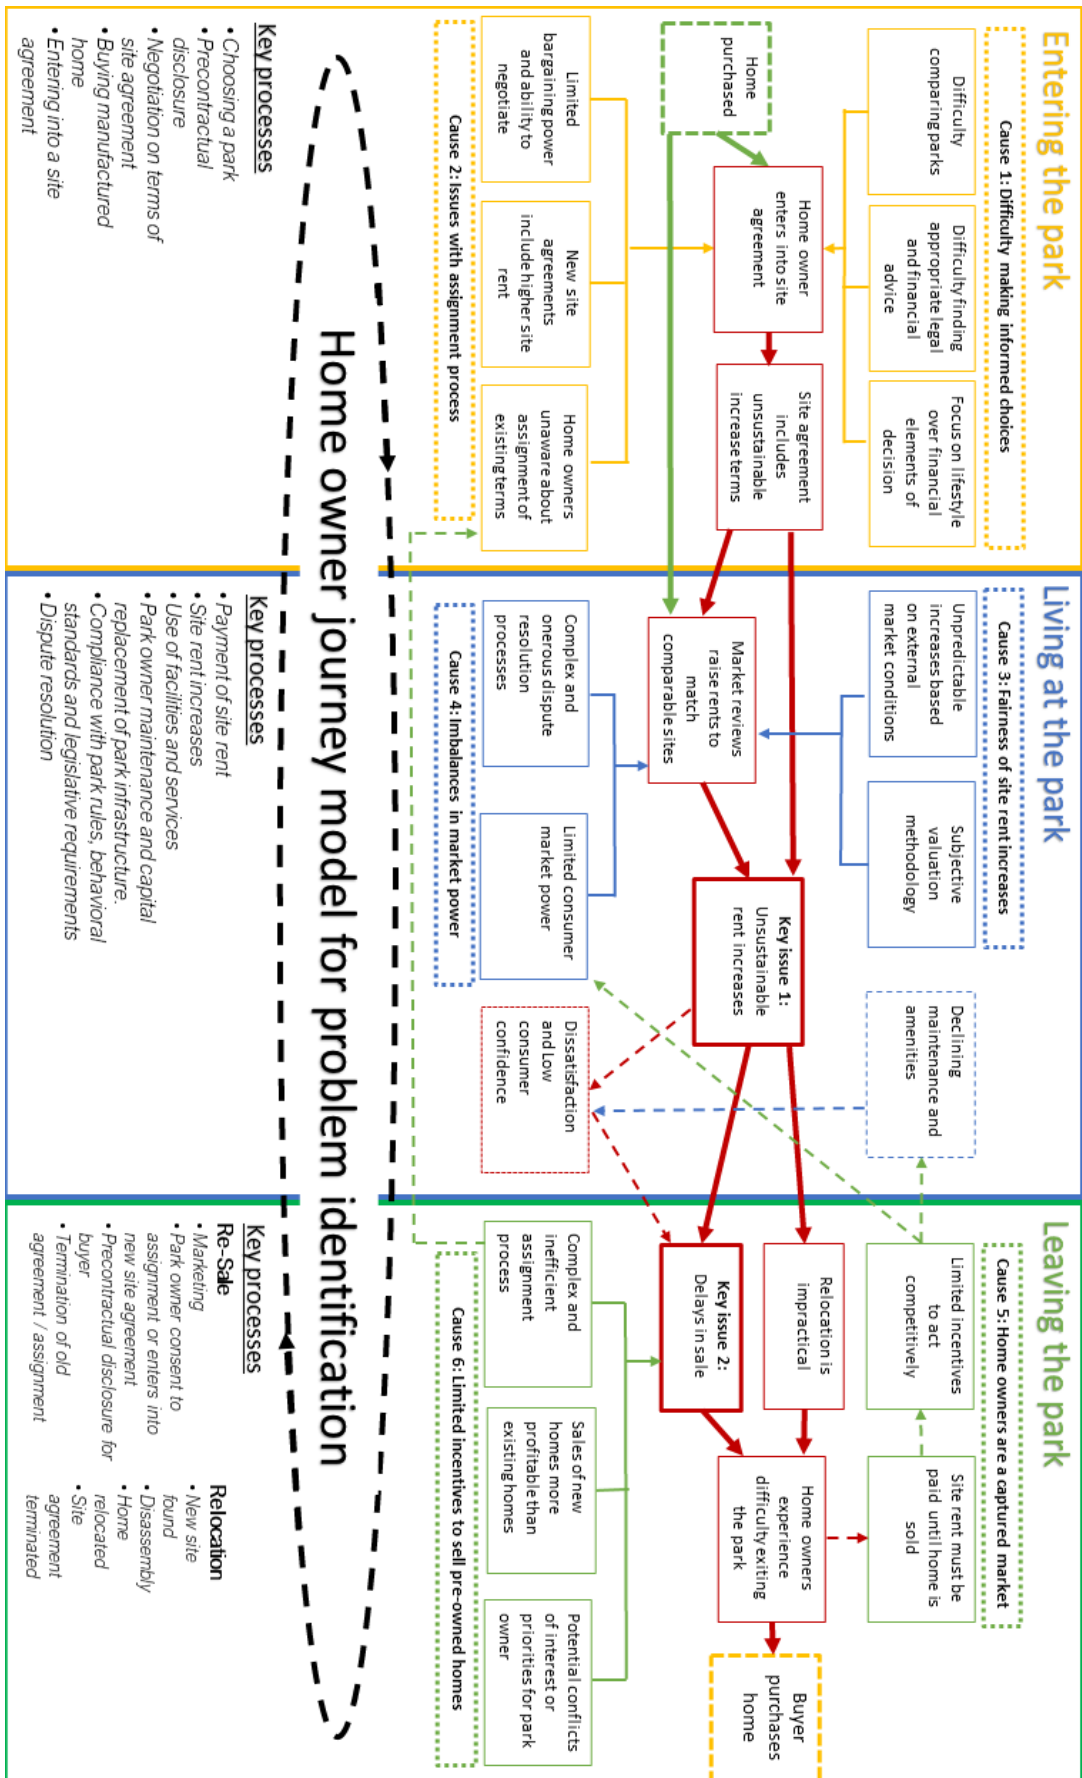 Entering the park
Cause 1: Difficulty making informed choices
Difficulty
comparing parks
Difficulty finding
appropriate legal
and financial
advice
Focus on lifestyle
over financial
elements of
decision
Home
purchased
Home owner
enters into site
agreement
Site agreement
includes
unsustainable
increase terms
Limited
bargaining power
and ability to
negotiate
New site
agreements
include higher site
rent
Home owners
unaware about
assignment of
existing terms
Cause 2: Issues with assignment process
Living at the park
Cause 3: Fairness of site rent increases
Unpredictable
increases based
on external
market conditions
Subjective
valuation
methodology
Declining
maintenance and
amenities
Market reviews
raise rents to
match
comparable sites
Key issue 1:
Unsustainable
rent increases
Complex and
onerous dispute
resolution
processes
Limited consumer
market power
Dissatisfaction
and Low
consumer
confidence
Cause 4: Imbalances in market power
Leaving the park
Cause 5: Home owners are a captured market
Limited incentives
to act
competitively
Site rent must be
paid until home is
sold
Relocation is
impractical
Key issue 2:
Delays in sale
Home owners
experience
difficulty exiting
the park
Buyer
purchases
home
Complex and
inefficient
assignment
process
Sales of new
homes more
profitable than
existing homes
Potential conflicts
of interest or
priorities for park
owner
Cause 6: Limited incentives to sell pre-owned homes
Home owner journey model for problem identification
Key processes
• Choosing a park
• Precontractual
disclosure
• Negotiation on terms of
site agreement
• Buying manufactured
home
• Entering into a site
agreement
Key processes
• Payment of site rent
• Site rent increases
• Use of facilities and services
• Park owner maintenance and capital
replacement of park infrastructure.
• Compliance with park rules, behavioral
standards and legislative requirements
• Dispute resolution
Key processes
Re-Sale
• Marketing
• Park owner consent to
assignment or enters into
new site agreement
• Precontractual disclosure for
buyer
• Termination of old
agreement / assignment
Relocation
• New site
found
• Disassembly
• Home
relocated
• Site
agreement
terminated